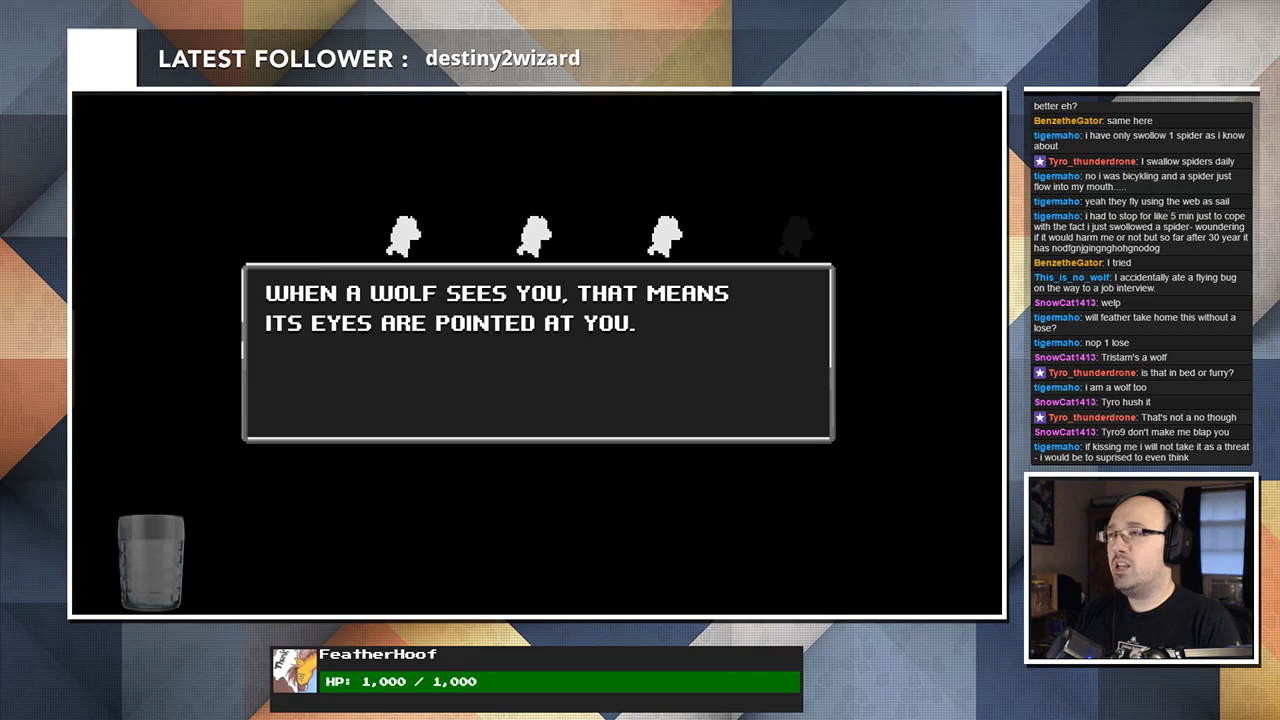 LATEST FOLLOWER : destiny2wizard
WHEN A WOLF SEES YOU, THAT MEANS
ITS EYES ARE POINTED AT YOU.
better eh?
BenzetheGator: same here
tigermaho: i have only swollow 1 spider as i know
about
Tyro_thunderdrone: I swallow spiders daily
tigermaho: no i was bicykling and a spider just
flow into my mouth.....
tigermaho: yeah they fly using the web as sail
tigermaho: i had to stop for like 5 min just to cope
with the fact i just swollowed a spider- woundering
if it would harm me or not but so far after 30 year it
has nodfgnjgingnghohgnodog
BenzetheGator: I tried
This_is_no_wolf: I accidentally ate a flying bug
on the way to a job interview.
SnowCat1413: welp
tigermaho: will feather take home this without a
lose?
tigermaho: nop 1 lose
SnowCat1413: Tristam's a wolf
Tyro_thunderdrone: is that in bed or furry?
tigermaho: i am a wolf too
SnowCat1413: Tyro hush it
Tyro_thunderdrone: That's not a no though
SnowCat1413: Tyro9 don't make me blap you
tigermaho: if kissing me i will not take it as a threat
- i would be to suprised to even think
Thonk
FeatherHoof
HP: 1,000 / 1,000